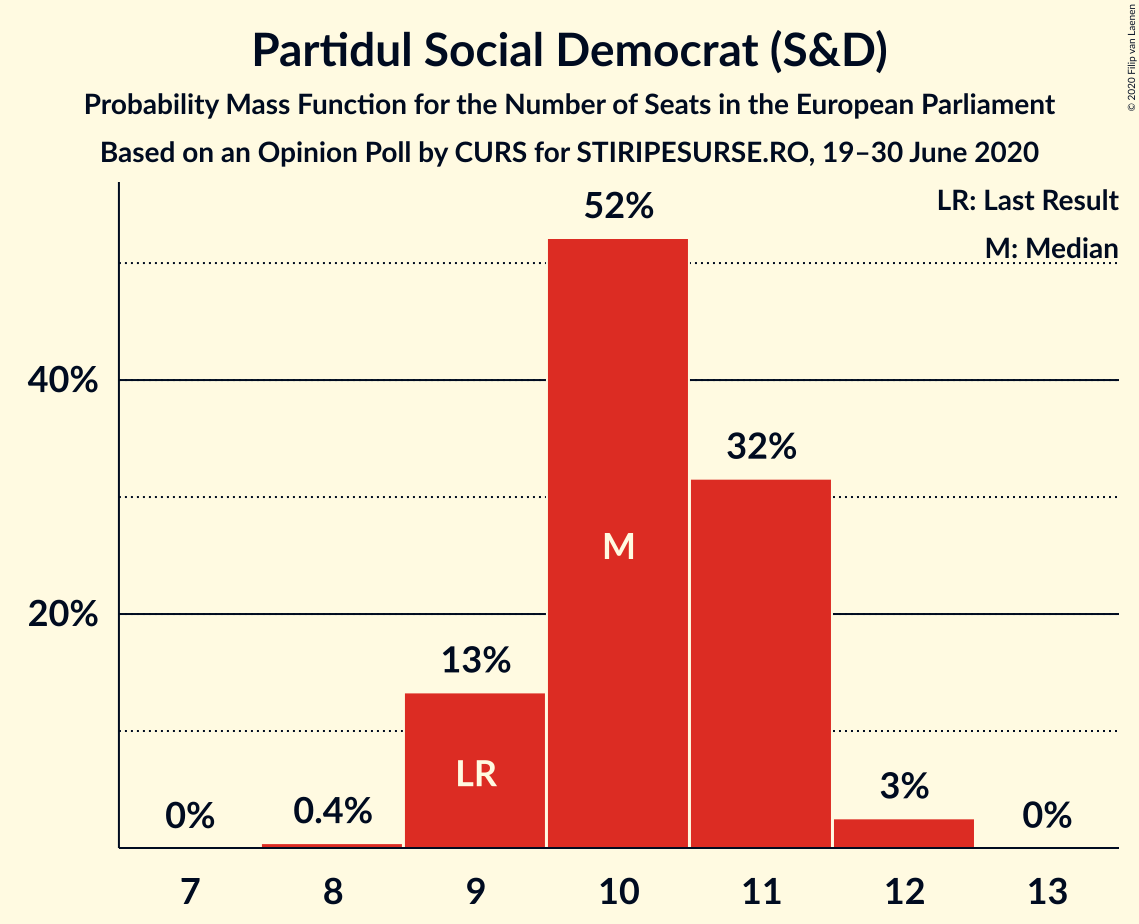 Partidul Social Democrat (S&D)
Probability Mass Function for the Number of Seats in the European Parliament
Based on an Opinion Poll by CURS for STIRIPESURSE.RO, 19–30 June 2020
© 2020 Filip van Laenen
LR: Last Result
M: Median
52%
40%
32%
M
20%
13%
LR
3%
0%
0.4%
0%
7
8
9
10
11
12
13